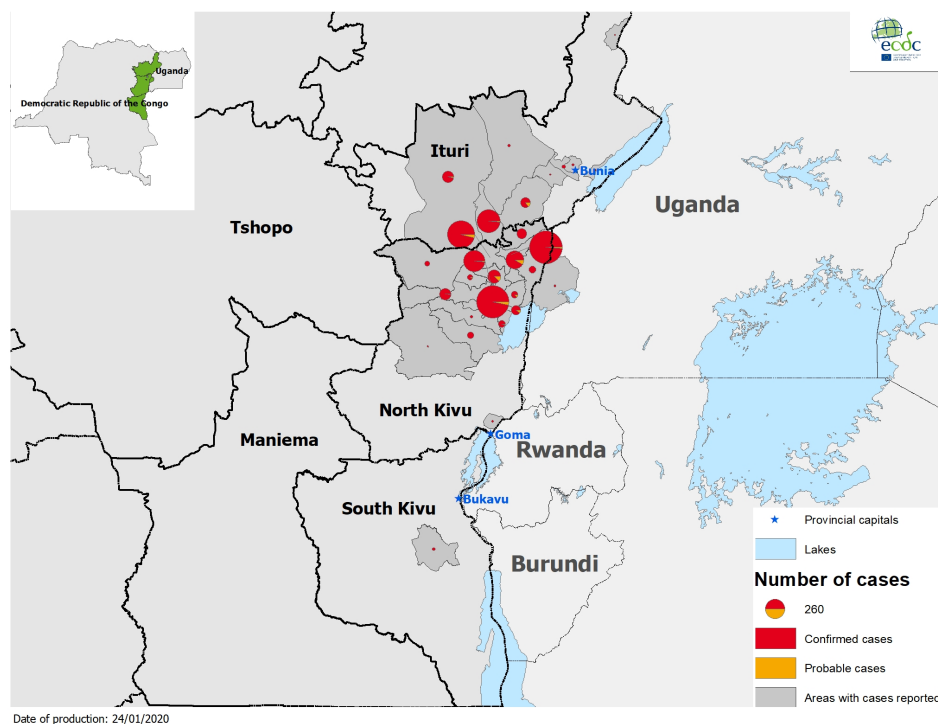 Uganda
Democratic Republic of the Congo
ecdc
Ituri
Bunia
Tshopo
Uganda
North Kivu
Goma
Maniema
Rwanda
Bukavu
South Kivu
Burundi
Provincial capitals
Lakes
Number of cases
260
Confirmed cases
Probable cases
Areas with cases reported
Date of production: 24/01/2020